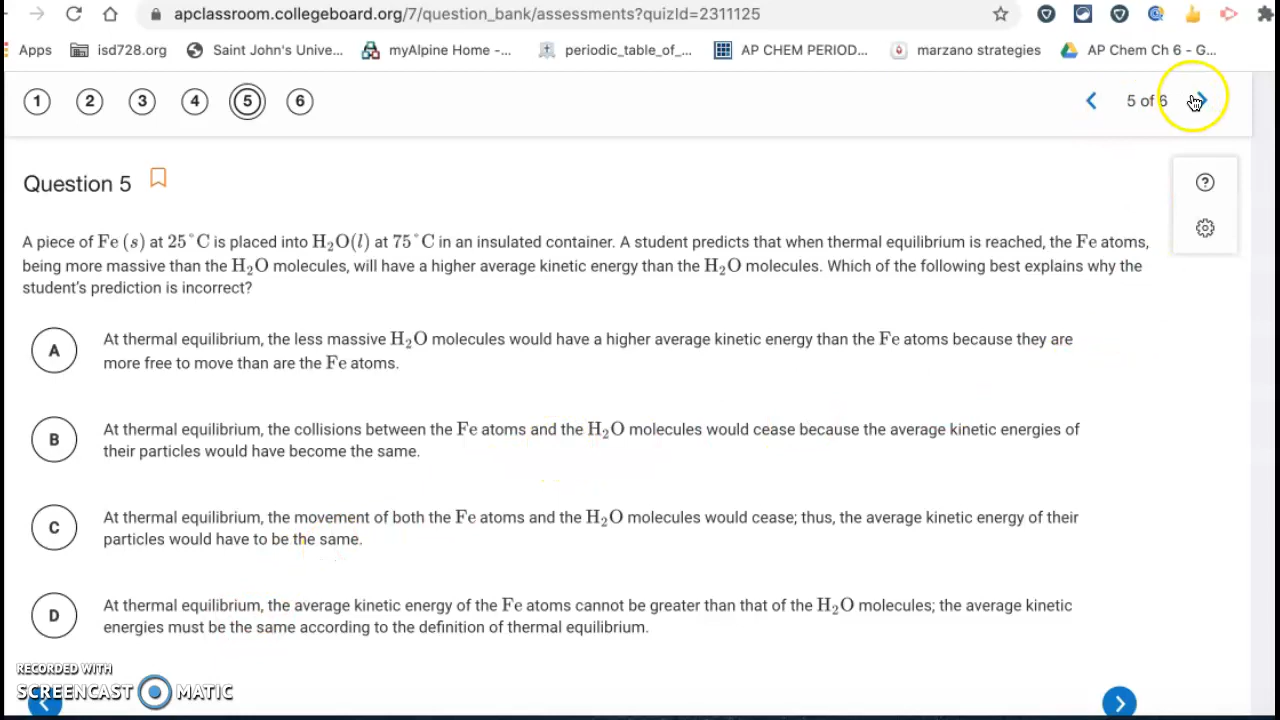 apclassroom.collegeboard.org/7/question_bank/assessments?quizId=2311125
Apps isd728.org Saint John's Unive... myAlpine Home -... periodic_table_of_... AP CHEM PERIOD... marzano strategies AP Chem Ch 6 - G...
1 2 3 4 5 6 5 of 6
Question 5
A piece of Fe (s) at 25°C is placed into H₂O(l) at 75°C in an insulated container. A student predicts that when thermal equilibrium is reached, the Fe atoms,
being more massive than the H₂O molecules, will have a higher average kinetic energy than the H₂O molecules. Which of the following best explains why the
student's prediction is incorrect?
A At thermal equilibrium, the less massive H₂O molecules would have a higher average kinetic energy than the Fe atoms because they are
more free to move than are the Fe atoms.
B At thermal equilibrium, the collisions between the Fe atoms and the H₂O molecules would cease because the average kinetic energies of
their particles would have become the same.
C At thermal equilibrium, the movement of both the Fe atoms and the H₂O molecules would cease; thus, the average kinetic energy of their
particles would have to be the same.
D At thermal equilibrium, the average kinetic energy of the Fe atoms cannot be greater than that of the H₂O molecules; the average kinetic
energies must be the same according to the definition of thermal equilibrium.
RECORDED WITH
SCREENCAST MATIC